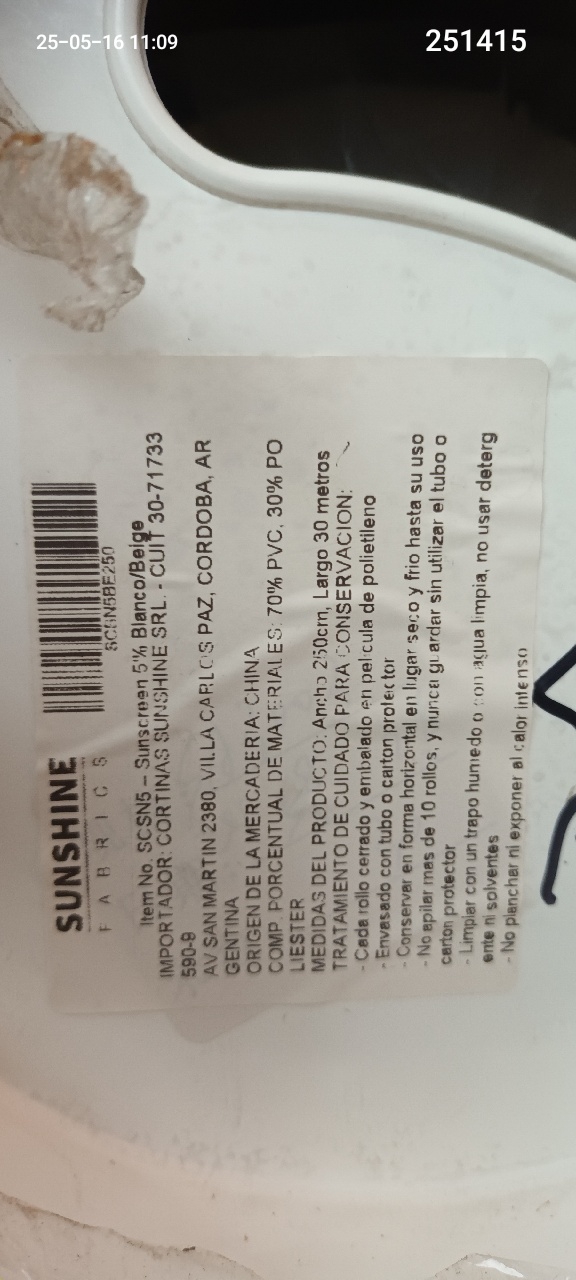 25-05-16 11:09
251415
SUNSHINE
FABRICS
SCSN5BE250
Item No. SCSN5 – Sunscreen 5% Blanco/Beige
IMPORTADOR: CORTINAS SUNSHINE SRL. - CUIT 30-71733
590-9
AV SAN MARTIN 2380, VILLA CARLOS PAZ, CORDOBA, AR
GENTINA
ORIGEN DE LA MERCADERIA: CHINA
COMP. PORCENTUAL DE MATERIALES: 70% PVC, 30% PO
LIESTER
MEDIDAS DEL PRODUCTO: Ancho 250cm, Largo 30 metros
TRATAMIENTO DE CUIDADO PARA CONSERVACION:
- Cada rollo cerrado y embalado en pelicula de polietileno
- Envasado con tubo o carton protector
- Conservar en forma horizontal en lugar seco y frio hasta su uso
- No apilar mas de 10 rollos, y nunca guardar sin utilizar el tubo o
carton protector
- Limpiar con un trapo humedo o con agua limpia, no usar deterg
ente ni solventes
- No planchar ni exponer al calor intenso